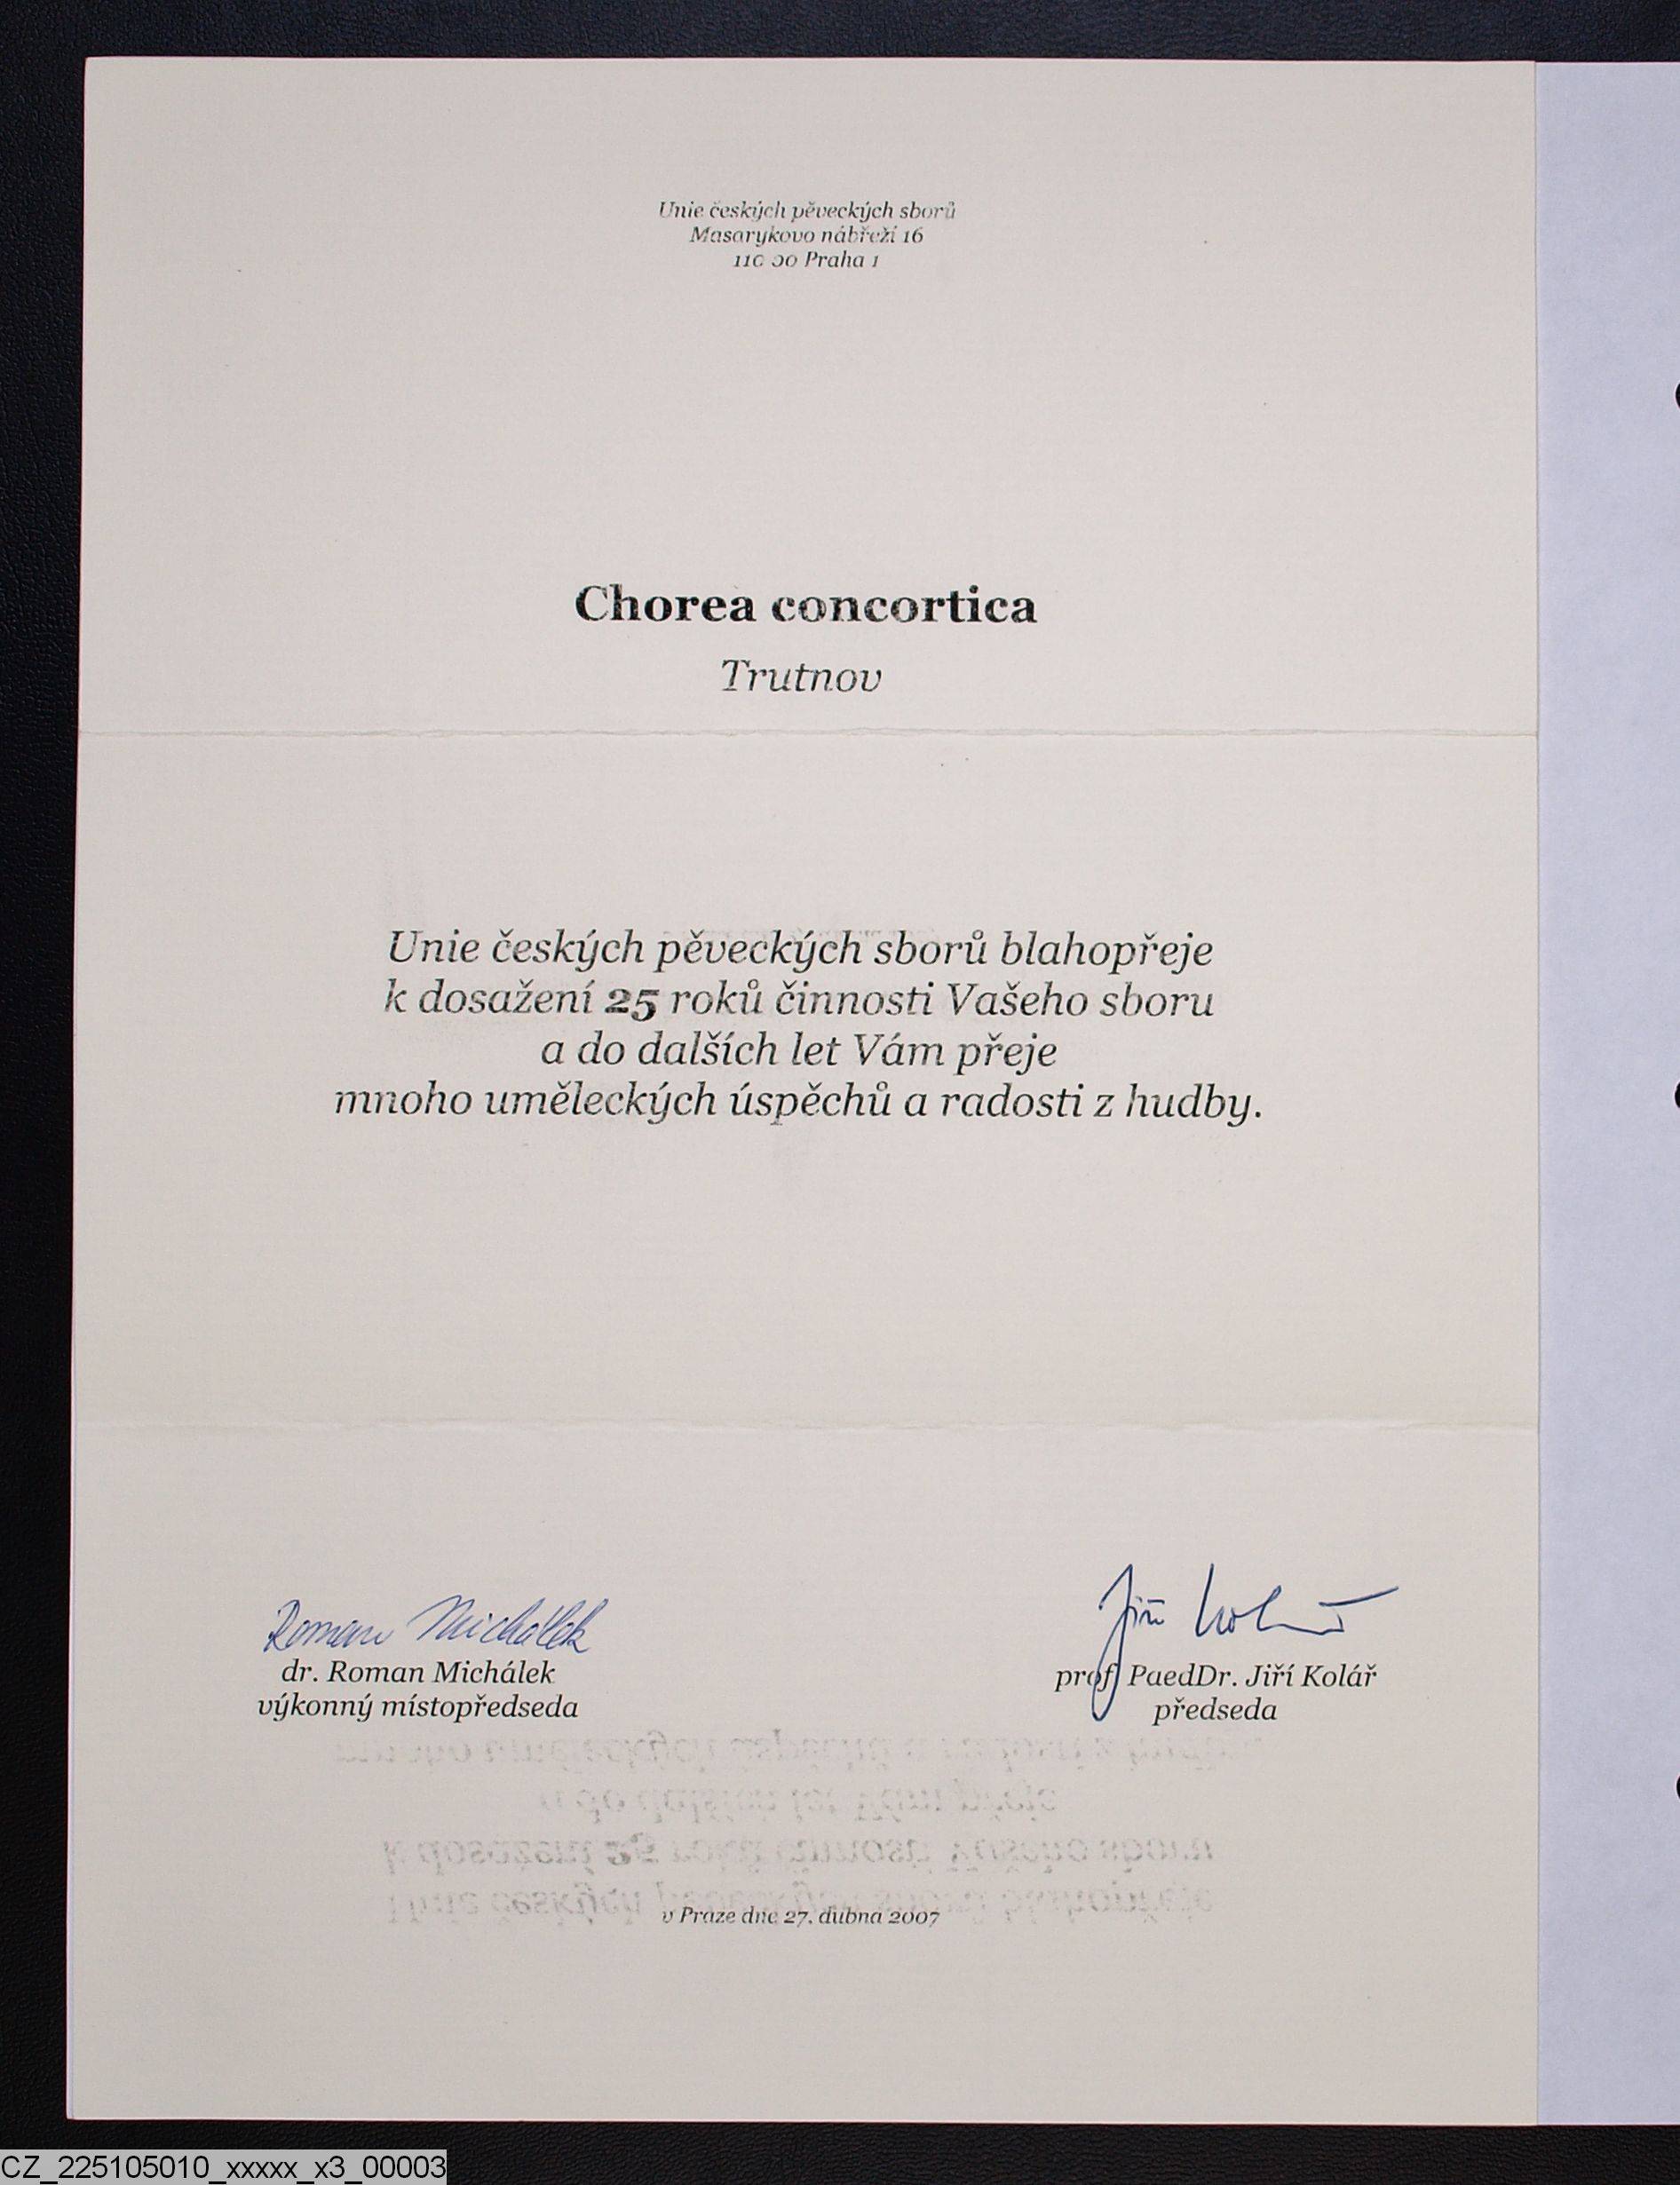 Unie českých pěveckých sborů
Masarykovo nábřeží 16
110 00 Praha 1
Chorea concortica
Trutnov
Unie českých pěveckých sborů blahopřeje
k dosažení 25 roků činnosti Vašeho sboru
a do dalších let Vám přeje
mnoho uměleckých úspěchů a radosti z hudby.
Roman Michálek
dr. Roman Michálek
výkonný místopředseda
Jiří Kolář
prof. PaedDr. Jiří Kolář
předseda
v Praze dne 27. dubna 2007
CZ_225105010_xxxxx_x3_00003